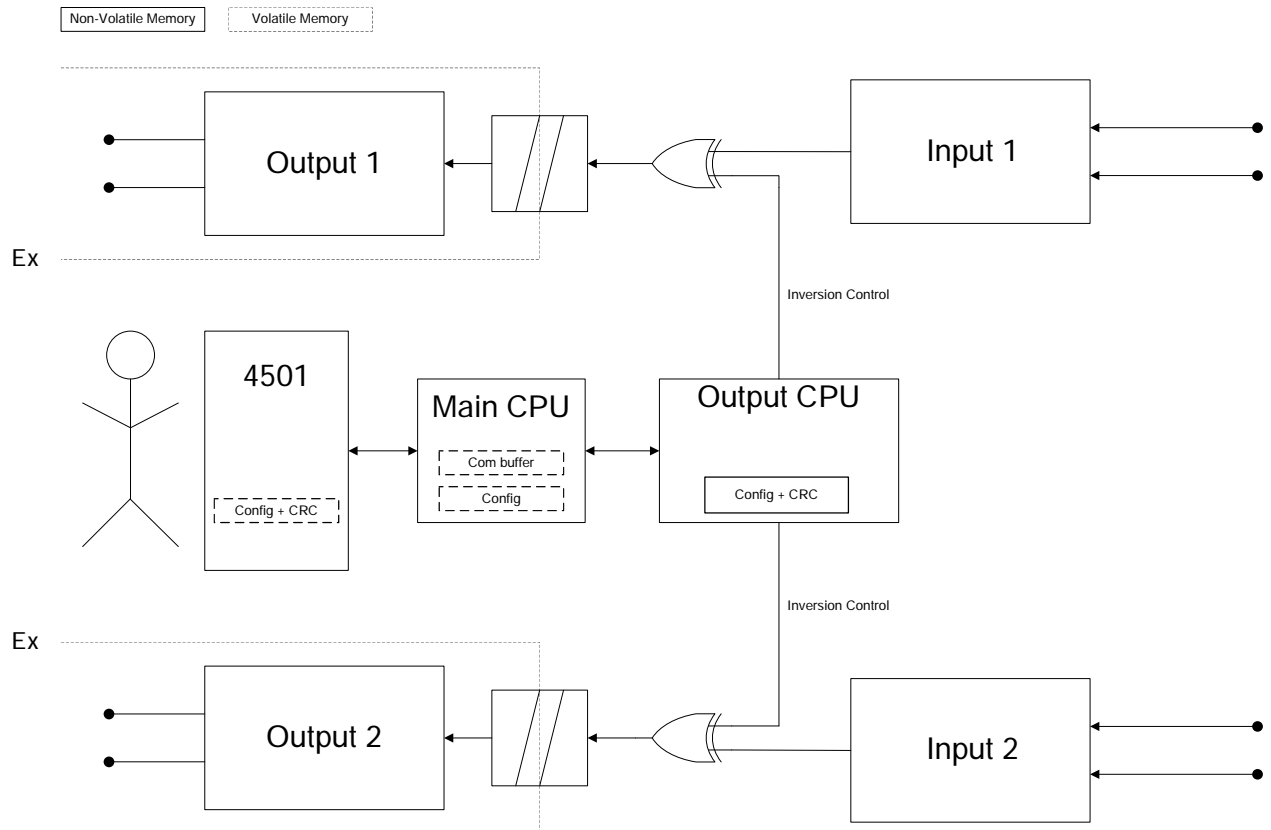 Non-Volatile Memory
Volatile Memory
Output 1
Input 1
Ex
Inversion Control
4501
Main CPU
Output CPU
Com buffer
Config
Config + CRC
Config + CRC
Inversion Control
Ex
Output 2
Input 2